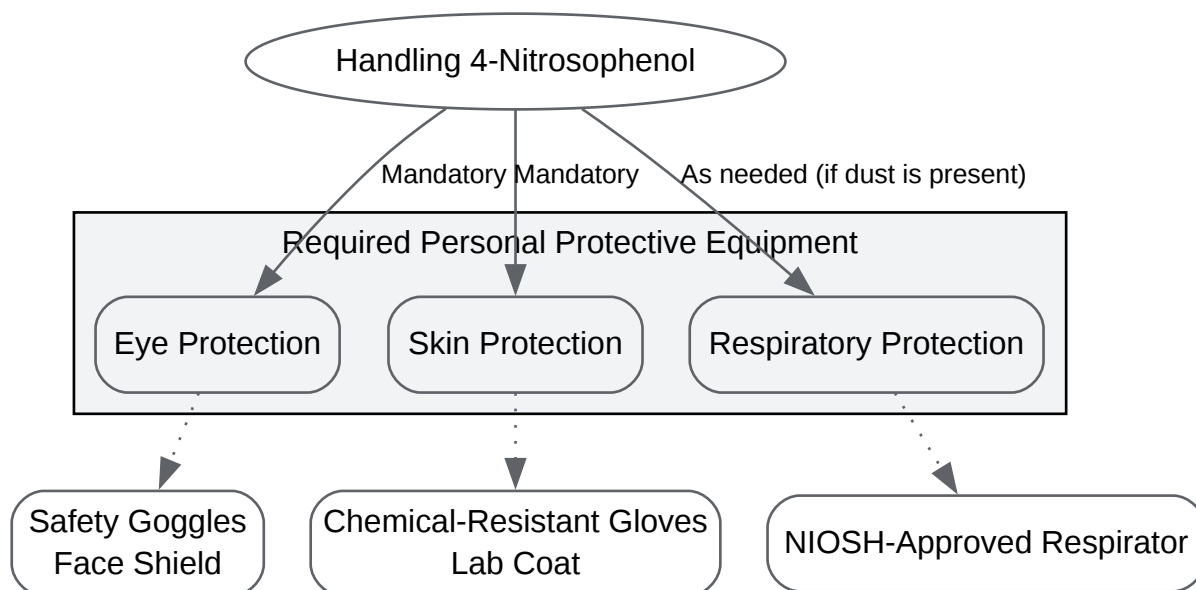 Handling 4-Nitrosophenol
Mandatory
Mandatory
As needed (if dust is present)
Required Personal Protective Equipment
Eye Protection
Skin Protection
Respiratory Protection
Safety Goggles
Face Shield
Chemical-Resistant Gloves
Lab Coat
NIOSH-Approved Respirator